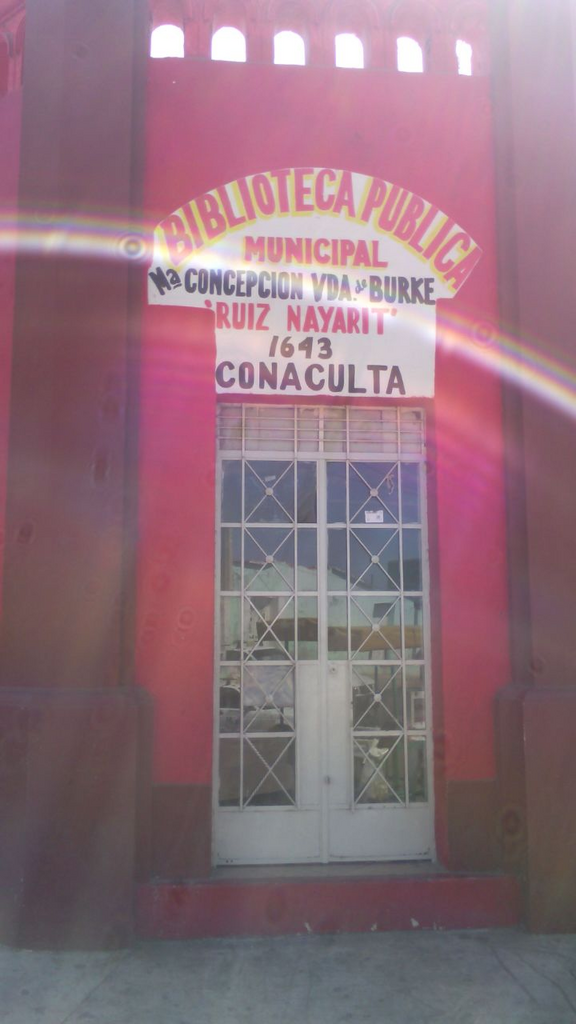 BIBLIOTECA PUBLICA
MUNICIPAL
Mª CONCEPCION VDA. de BURKE
'RUIZ NAYARIT'
1643
CONACULTA